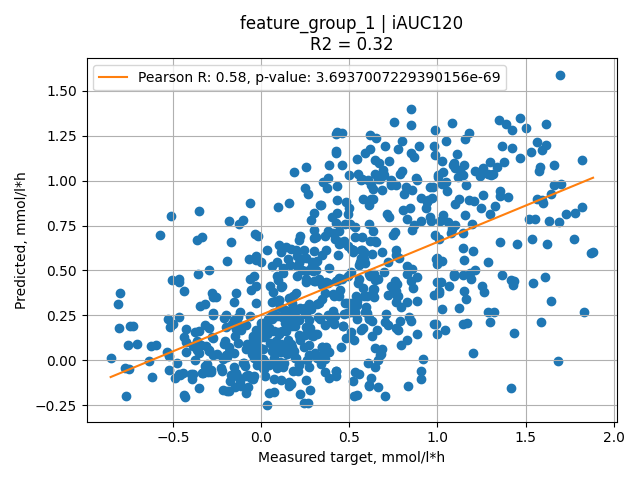 feature_group_1 | iAUC120
R2 = 0.32
Pearson R: 0.58, p-value: 3.6937007229390156e-69
1.50
1.25
1.00
0.75
0.50
0.25
0.00
−0.25
Predicted, mmol/l*h
−0.5
0.0
0.5
1.0
1.5
2.0
Measured target, mmol/l*h